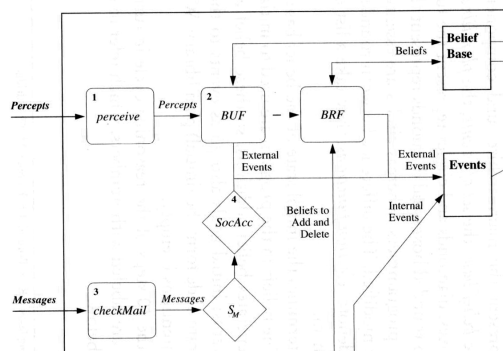 Belief
Base
Beliefs
1
2
Percepts
perceive
Percepts
BUF
BRF
External
Events
External
Events
Events
4
SocAcc
Beliefs to
Add and
Delete
Internal
Events
3
Messages
checkMail
Messages
S_M